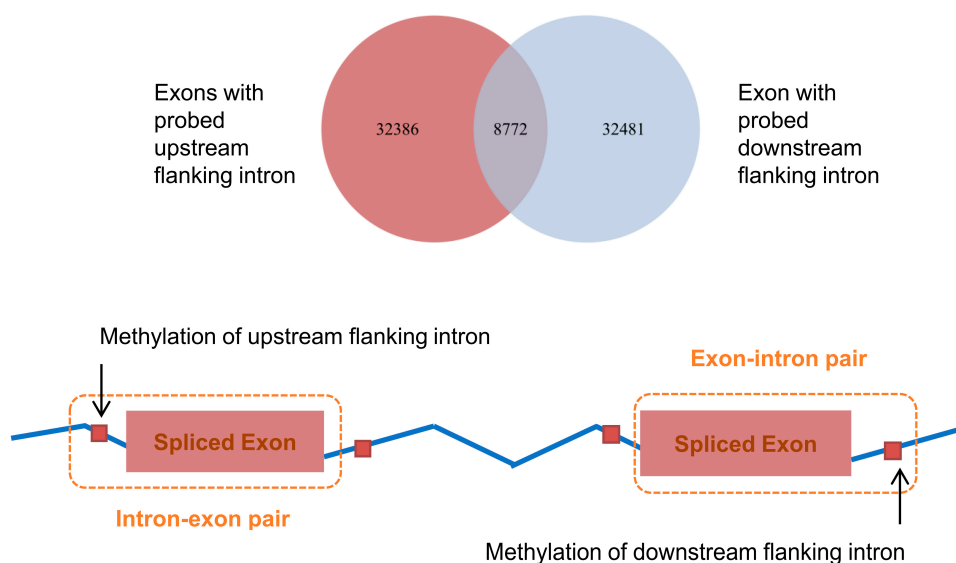 Exons with
probed
upstream
flanking intron
32386
8772
32481
Exon with
probed
downstream
flanking intron
Methylation of upstream flanking intron
Exon-intron pair
Spliced Exon
Spliced Exon
Intron-exon pair
Methylation of downstream flanking intron